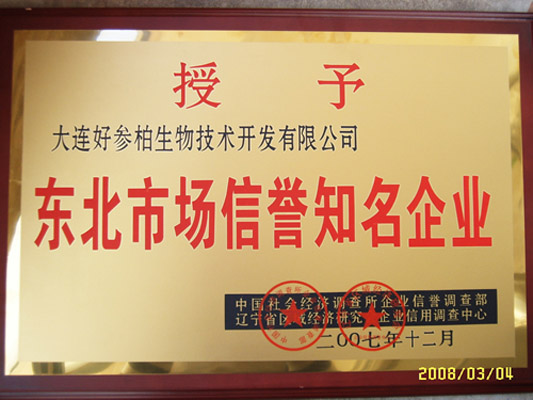 授予
大连好参柏生物技术开发有限公司
东北市场信誉知名企业
中国社会经济调查所企业信誉调查部
辽宁省区域经济研究 企业信用调查中心
二00七年十二月
2008/03/04